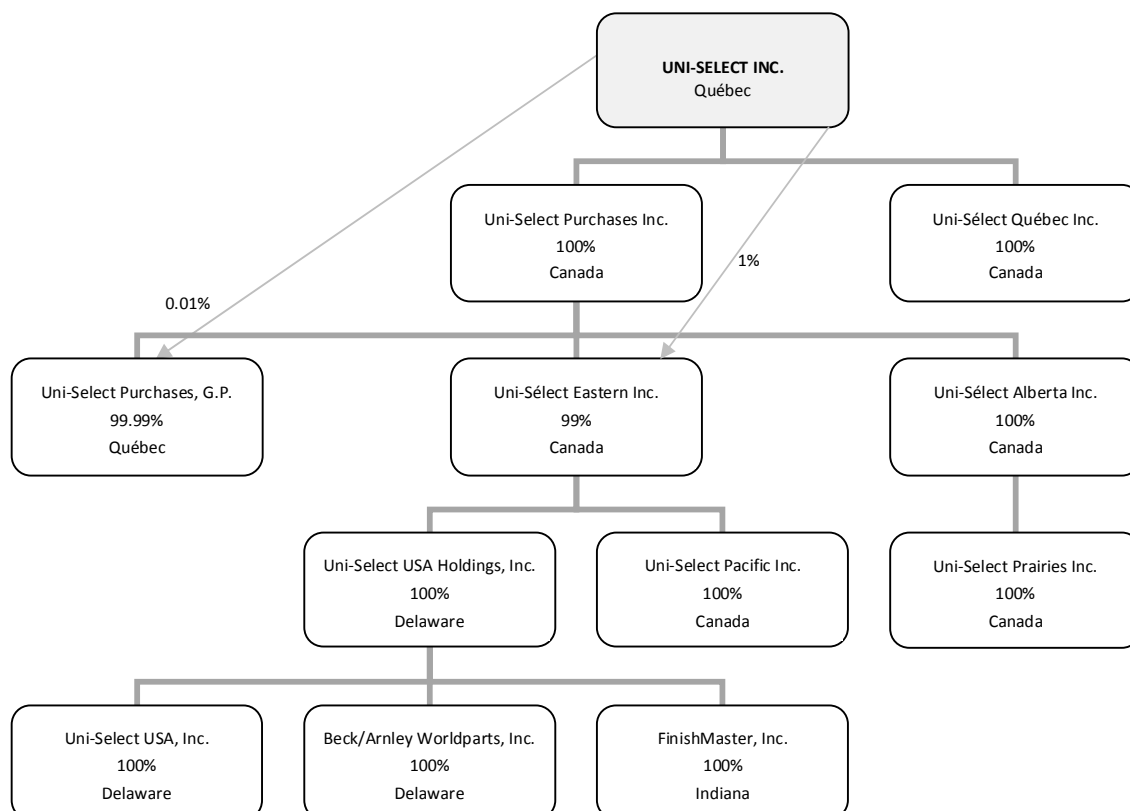 UNI-SELECT INC.
Québec
Uni-Select Purchases Inc.
100%
Canada
Uni-Sélect Québec Inc.
100%
Canada
1%
0.01%
Uni-Select Purchases, G.P.
99.99%
Québec
Uni-Sélect Eastern Inc.
99%
Canada
Uni-Sélect Alberta Inc.
100%
Canada
Uni-Select USA Holdings, Inc.
100%
Delaware
Uni-Select Pacific Inc.
100%
Canada
Uni-Select Prairies Inc.
100%
Canada
Uni-Select USA, Inc.
100%
Delaware
Beck/Arnley Worldparts, Inc.
100%
Delaware
FinishMaster, Inc.
100%
Indiana